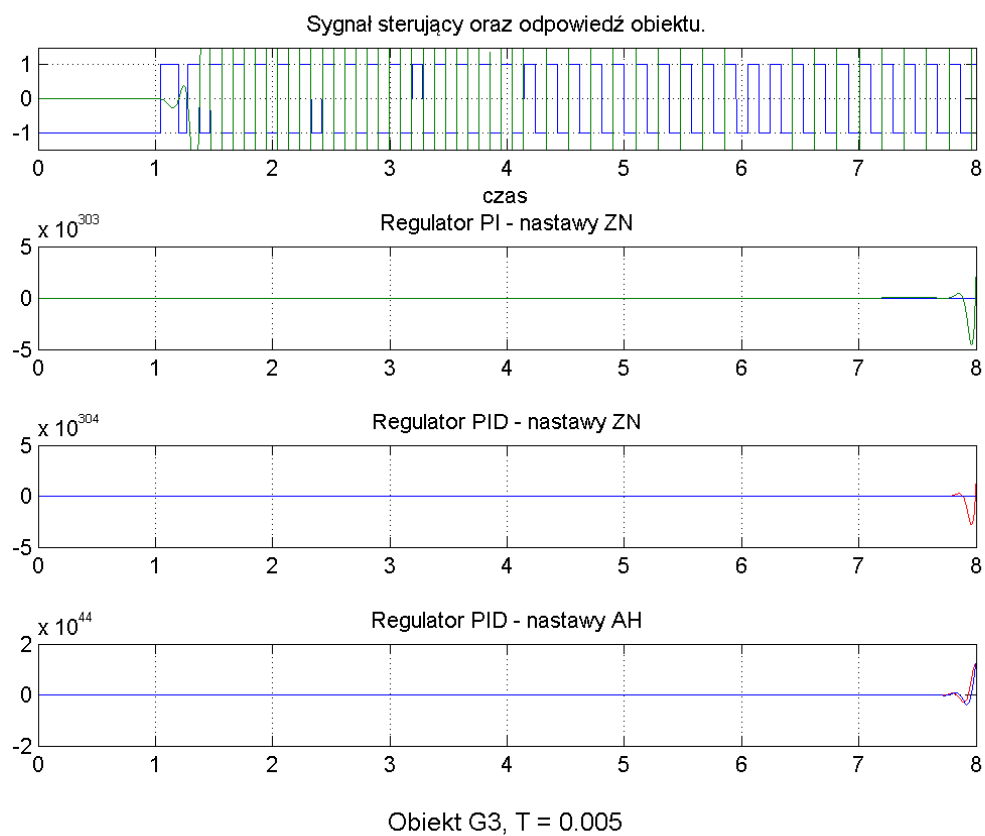 Sygnał sterujący oraz odpowiedź obiektu.
1
0
-1
0 1 2 3 4 5 6 7 8
czas
Regulator PI - nastawy ZN
x 10^303
5
0
-5
0 1 2 3 4 5 6 7 8
Regulator PID - nastawy ZN
x 10^304
5
0
-5
0 1 2 3 4 5 6 7 8
Regulator PID - nastawy AH
x 10^44
2
0
-2
0 1 2 3 4 5 6 7 8
Obiekt G3, T = 0.005